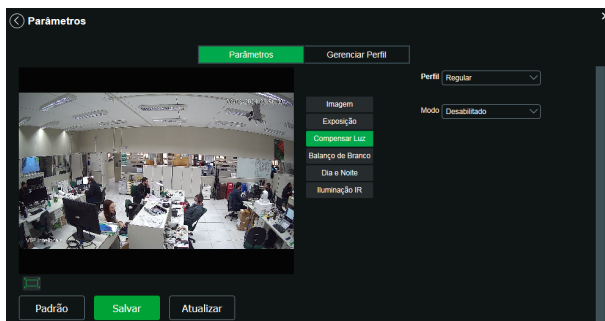 Parâmetros
Parâmetros Gerenciar Perfil
Perfil Regular
Imagem
Modo Desabilitado
Exposição
Compensar Luz
Balanço de Branco
Dia e Noite
Iluminação IR
Padrão Salvar Atualizar